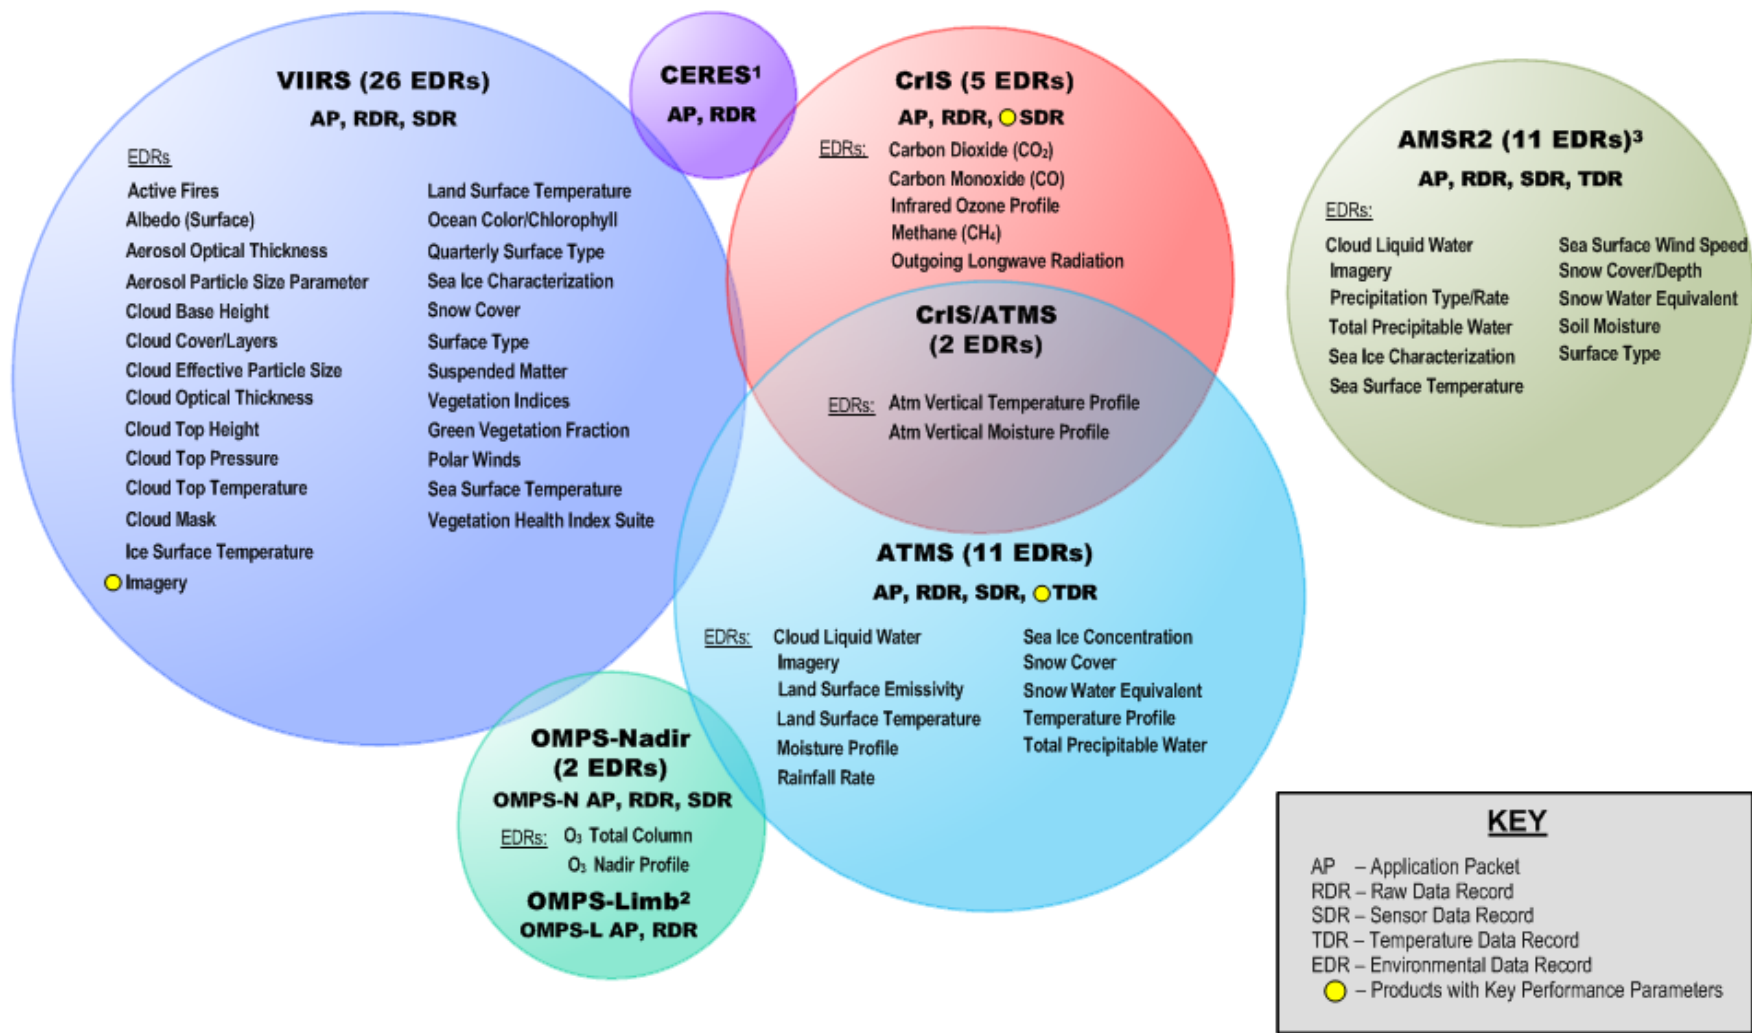 VIIRS (26 EDRs)
AP, RDR, SDR
EDRs
Active Fires
Albedo (Surface)
Aerosol Optical Thickness
Aerosol Particle Size Parameter
Cloud Base Height
Cloud Cover/Layers
Cloud Effective Particle Size
Cloud Optical Thickness
Cloud Top Height
Cloud Top Pressure
Cloud Top Temperature
Cloud Mask
Ice Surface Temperature
Imagery
Land Surface Temperature
Ocean Color/Chlorophyll
Quarterly Surface Type
Sea Ice Characterization
Snow Cover
Surface Type
Suspended Matter
Vegetation Indices
Green Vegetation Fraction
Polar Winds
Sea Surface Temperature
Vegetation Health Index Suite
CERES¹
AP, RDR
CrIS (5 EDRs)
AP, RDR, SDR
EDRs:
Carbon Dioxide (CO₂)
Carbon Monoxide (CO)
Infrared Ozone Profile
Methane (CH₄)
Outgoing Longwave Radiation
CrIS/ATMS
(2 EDRs)
EDRs:
Atm Vertical Temperature Profile
Atm Vertical Moisture Profile
ATMS (11 EDRs)
AP, RDR, SDR, TDR
EDRs:
Cloud Liquid Water
Imagery
Land Surface Emissivity
Land Surface Temperature
Moisture Profile
Rainfall Rate
Sea Ice Concentration
Snow Cover
Snow Water Equivalent
Temperature Profile
Total Precipitable Water
AMSR2 (11 EDRs)³
AP, RDR, SDR, TDR
EDRs:
Cloud Liquid Water
Imagery
Precipitation Type/Rate
Total Precipitable Water
Sea Ice Characterization
Sea Surface Temperature
Sea Surface Wind Speed
Snow Cover/Depth
Snow Water Equivalent
Soil Moisture
Surface Type
OMPS-Nadir
(2 EDRs)
OMPS-N AP, RDR, SDR
EDRs:
O₃ Total Column
O₃ Nadir Profile
OMPS-Limb²
OMPS-L AP, RDR
KEY
AP – Application Packet
RDR – Raw Data Record
SDR – Sensor Data Record
TDR – Temperature Data Record
EDR – Environmental Data Record
– Products with Key Performance Parameters